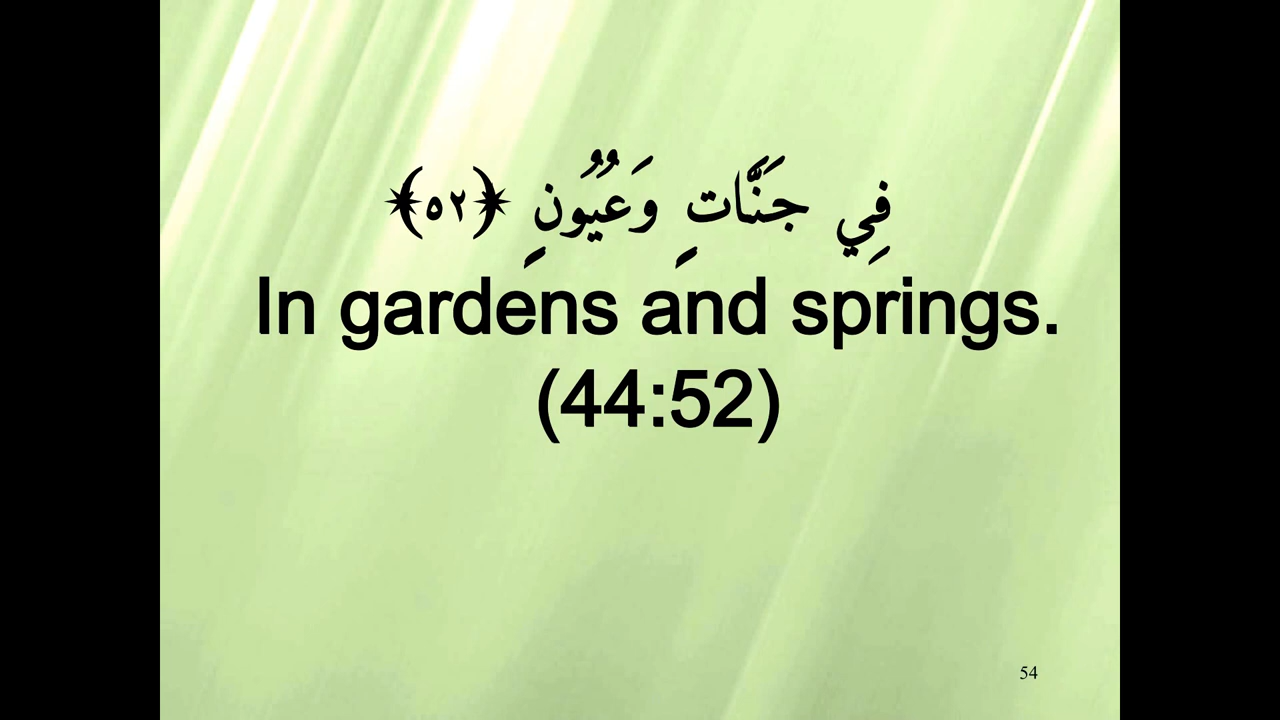 فِي جَنَّاتٍ وَعُيُونٍ ﴿٥٢﴾
In gardens and springs.
(44:52)
54